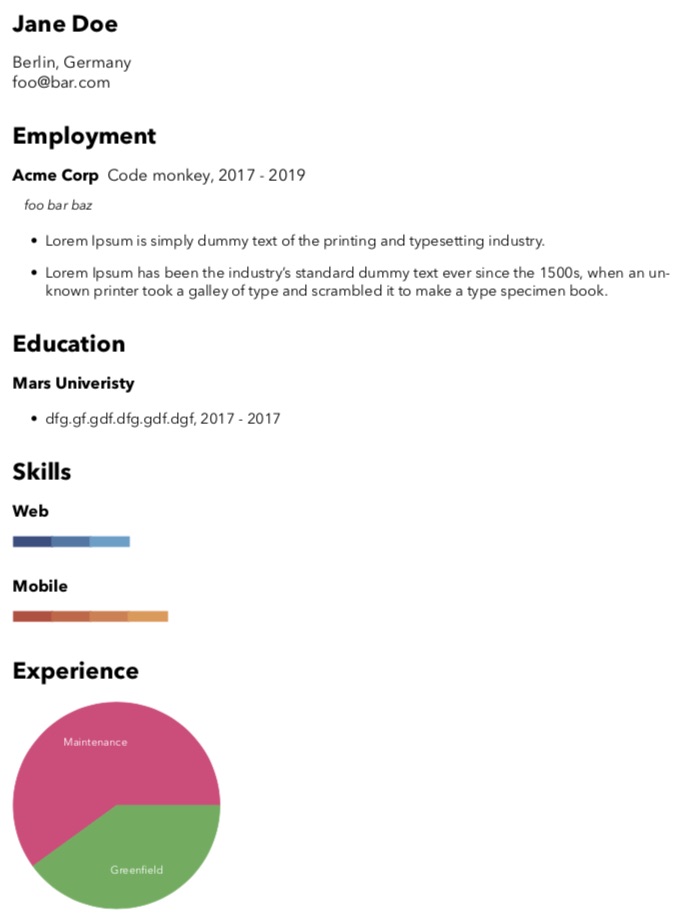 Jane Doe
Berlin, Germany
foo@bar.com
Employment
Acme Corp Code monkey, 2017 - 2019
foo bar baz
• Lorem Ipsum is simply dummy text of the printing and typesetting industry.
• Lorem Ipsum has been the industry’s standard dummy text ever since the 1500s, when an un-
known printer took a galley of type and scrambled it to make a type specimen book.
Education
Mars Univeristy
• dfg.gf.gdf.dfg.gdf.dgf, 2017 - 2017
Skills
Web
Mobile
Experience
Maintenance
Greenfield